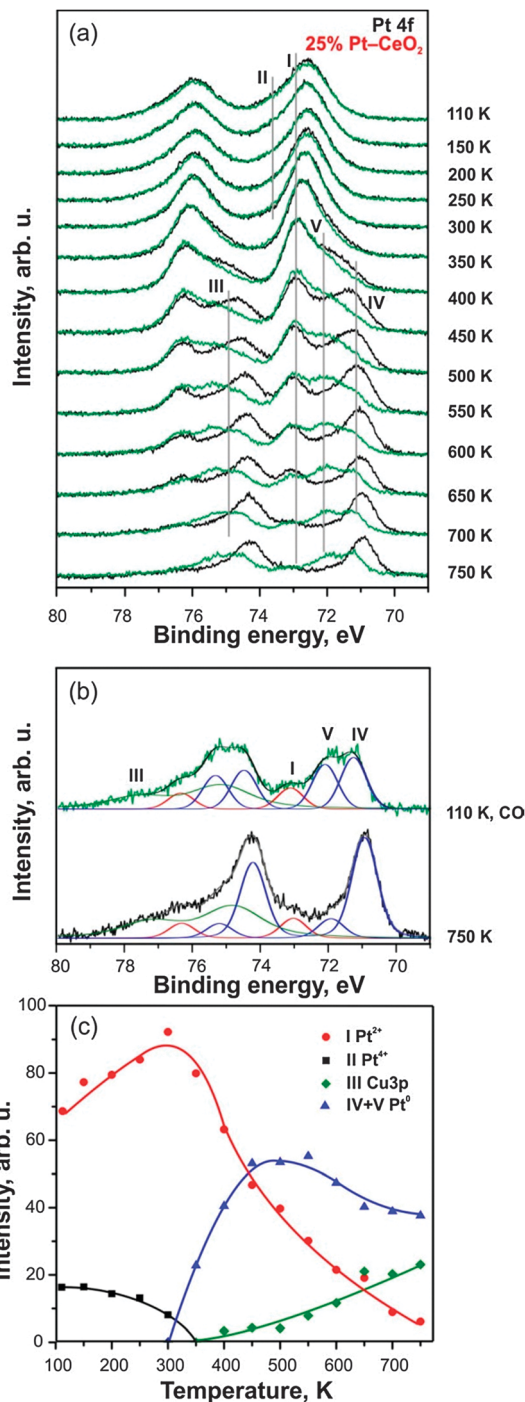 (a)
Pt 4f
25% Pt–CeO2
I
II
110 K
150 K
200 K
250 K
300 K
350 K
V
III
IV
400 K
450 K
500 K
550 K
600 K
650 K
700 K
750 K
Intensity, arb. u.
80 78 76 74 72 70
Binding energy, eV
(b)
III
I
V
IV
110 K, CO
750 K
Intensity, arb. u.
80 78 76 74 72 70
Binding energy, eV
(c)
I Pt2+
II Pt4+
III Cu3p
IV+V Pt0
100
80
60
40
20
0
Intensity, arb. u.
100 200 300 400 500 600 700
Temperature, K